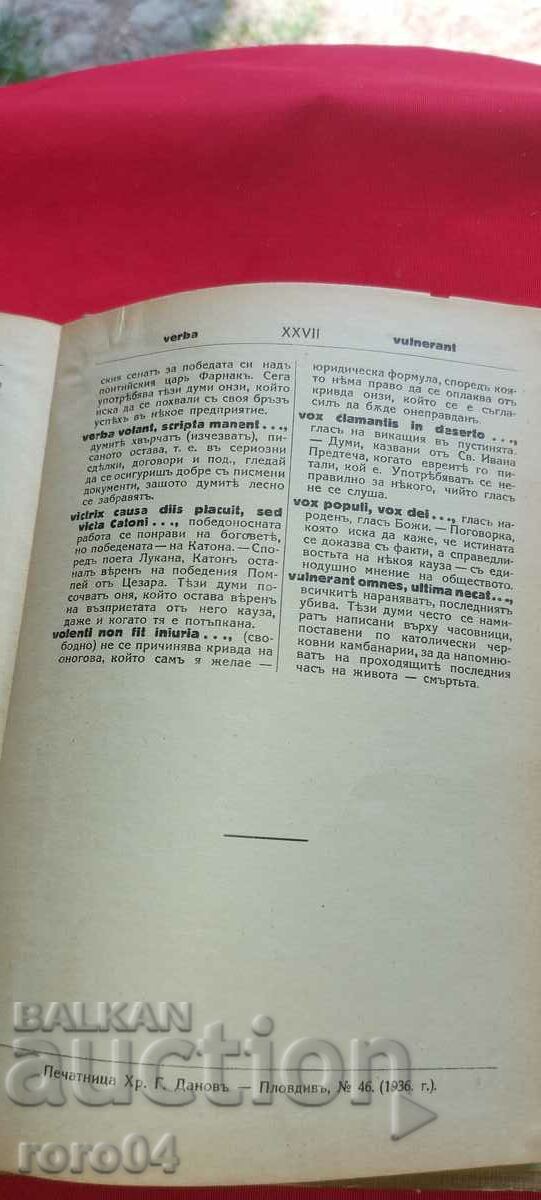 verba XXVII vulnerant
ския сенатъ за победата си надъ
понтийския царь Фарнакъ. Сега
употрѣбява тези думи онзи, който
иска да се похвали съ своя бръзъ
успѣхъ въ нѣкое предприятие.
verba volant, scripta manent...,
думитѣ хвърчатъ (изчезватъ), пи-
саното остава, т. е. въ сериозни
сдѣлки, договори и под., гледай
да се осигуришъ добре съ писмени
документи, защото думитѣ лесно
се забравятъ.
victrix causa diis placuit, sed
victa Catoni..., победоносната
работа се понрави на боговетѣ,
но победената — на Катона. — Спо-
редъ поета Лукана, Катонъ оста-
налъ вѣренъ на победения Помп-
лей отъ Цезара. Тѣзи думи по-
сочватъ оня, който остава вѣренъ
на възприетата отъ него кауза,
даже и когато тя е потъпкана.
volenti non fit iniuria..., (сво-
бодно) не се причинява кривда на
оногова, който самъ я желае —
юридическа формула, споредъ коя-
то нѣма право да се оплаква отъ
кривда онзи, който се е съгла-
силъ да бѫде онеправданъ.
vox clamantis in deserto...,
гласъ на викащия въ пустинята.
— Думи, казвани отъ Св. Ивана
Предтеча, когато евреитѣ го пи-
тали, кой е. Употрѣбяватъ се не-
правилно за нѣкого, чийто гласъ
не се слуша.
vox populi, vox dei..., гласъ на-
роденъ, гласъ Божи. — Поговорка,
която иска да каже, че истината
се доказва съ факти, а справедли-
востьта на нѣкоя кауза — съ еди-
нодушно мнение на обществото.
vulnerant omnes, ultima necat...,
всичкитѣ нараняватъ, последниятъ
убива. Тѣзи думи често се нами-
ратъ написани върху часовници,
поставени по католически чер-
ковни камбанарии, за да напомню-
ватъ на проходящитѣ последния
часъ на живота — смъртьта.
Печатница Хр. Г. Дановъ — Пловдивъ, № 46. (1936. г.).
BALKAN
auction
roro04